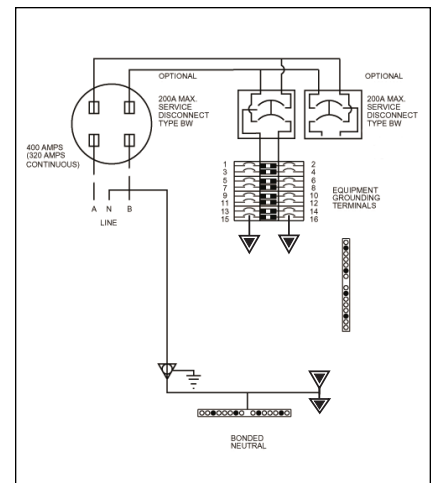 OPTIONAL
OPTIONAL
200A MAX.
SERVICE
DISCONNECT
TYPE BW
200A MAX.
SERVICE
DISCONNECT
TYPE BW
400 AMPS
(320 AMPS
CONTINUOUS)
1 2
3 4
5 6
7 8
9 10
11 12
13 14
15 16
EQUIPMENT
GROUNDING
TERMINALS
A N B
LINE
BONDED
NEUTRAL